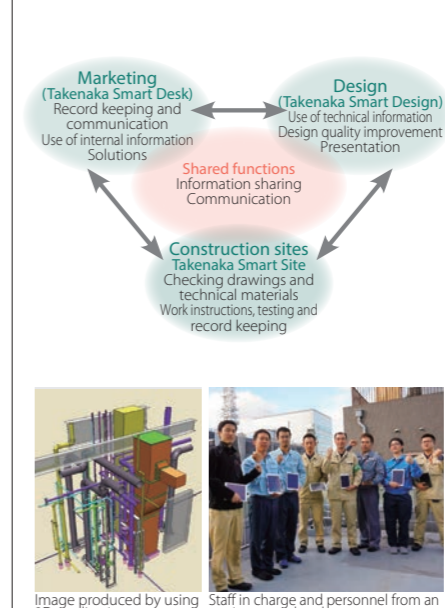 Marketing
(Takenaka Smart Desk)
Record keeping and
communication
Use of internal information
Solutions
Design
(Takenaka Smart Design)
Use of technical information
Design quality improvement
Presentation
Shared functions
Information sharing
Communication
Construction sites
Takenaka Smart Site
Checking drawings and
technical materials
Work instructions, testing and
record keeping
Image produced by using
Staff in charge and personnel from an